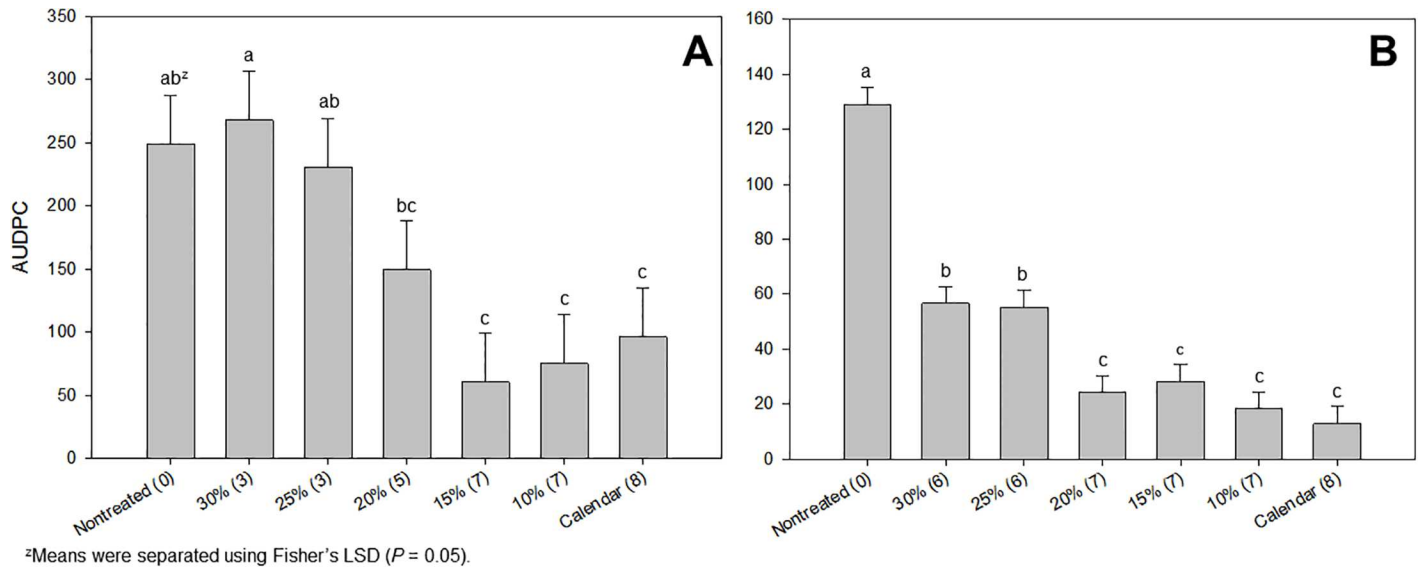 A
350
300
250
200
150
100
50
0
AUDPC
abᶻ
a
ab
bc
c
c
c
Nontreated (0)
30% (3)
25% (3)
20% (5)
15% (7)
10% (7)
Calendar (8)
B
160
140
120
100
80
60
40
20
0
a
b
b
c
c
c
c
Nontreated (0)
30% (6)
25% (6)
20% (7)
15% (7)
10% (7)
Calendar (8)
ᶻMeans were separated using Fisher's LSD (P = 0.05).